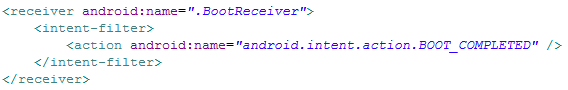 <receiver android:name=".BootReceiver">
    <intent-filter>
        <action android:name="android.intent.action.BOOT_COMPLETED" />
    </intent-filter>
</receiver>